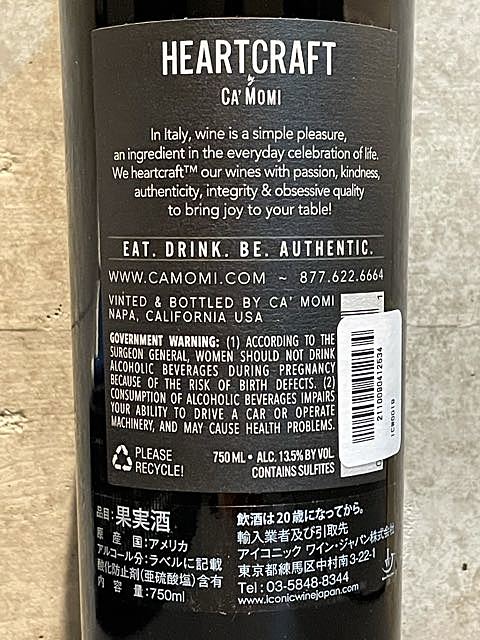 HEARTCRAFT
by
CA' MOMI
In Italy, wine is a simple pleasure,
an ingredient in the everyday celebration of life.
We heartcraft™ our wines with passion, kindness,
authenticity, integrity & obsessive quality
to bring joy to your table!
EAT. DRINK. BE. AUTHENTIC.
WWW.CAMOMI.COM ~ 877.622.6664
VINTED & BOTTLED BY CA' MOMI
NAPA, CALIFORNIA USA
GOVERNMENT WARNING: (1) ACCORDING TO THE
SURGEON GENERAL, WOMEN SHOULD NOT DRINK
ALCOHOLIC BEVERAGES DURING PREGNANCY
BECAUSE OF THE RISK OF BIRTH DEFECTS. (2)
CONSUMPTION OF ALCOHOLIC BEVERAGES IMPAIRS
YOUR ABILITY TO DRIVE A CAR OR OPERATE
MACHINERY, AND MAY CAUSE HEALTH PROBLEMS.
PLEASE
RECYCLE!
750 ML • ALC. 13.5% BY VOL.
CONTAINS SULFITES
2110090412634
品目:果実酒
原産国:アメリカ
アルコール分:ラベルに記載
酸化防止剤(亜硫酸塩)含有
内容量:750ml
飲酒は20歳になってから。
輸入業者及び引取先
アイコニック ワイン・ジャパン株式会社
東京都練馬区中村南3-22-1
Tel:03-5848-8344
www.iconicwinejapan.com